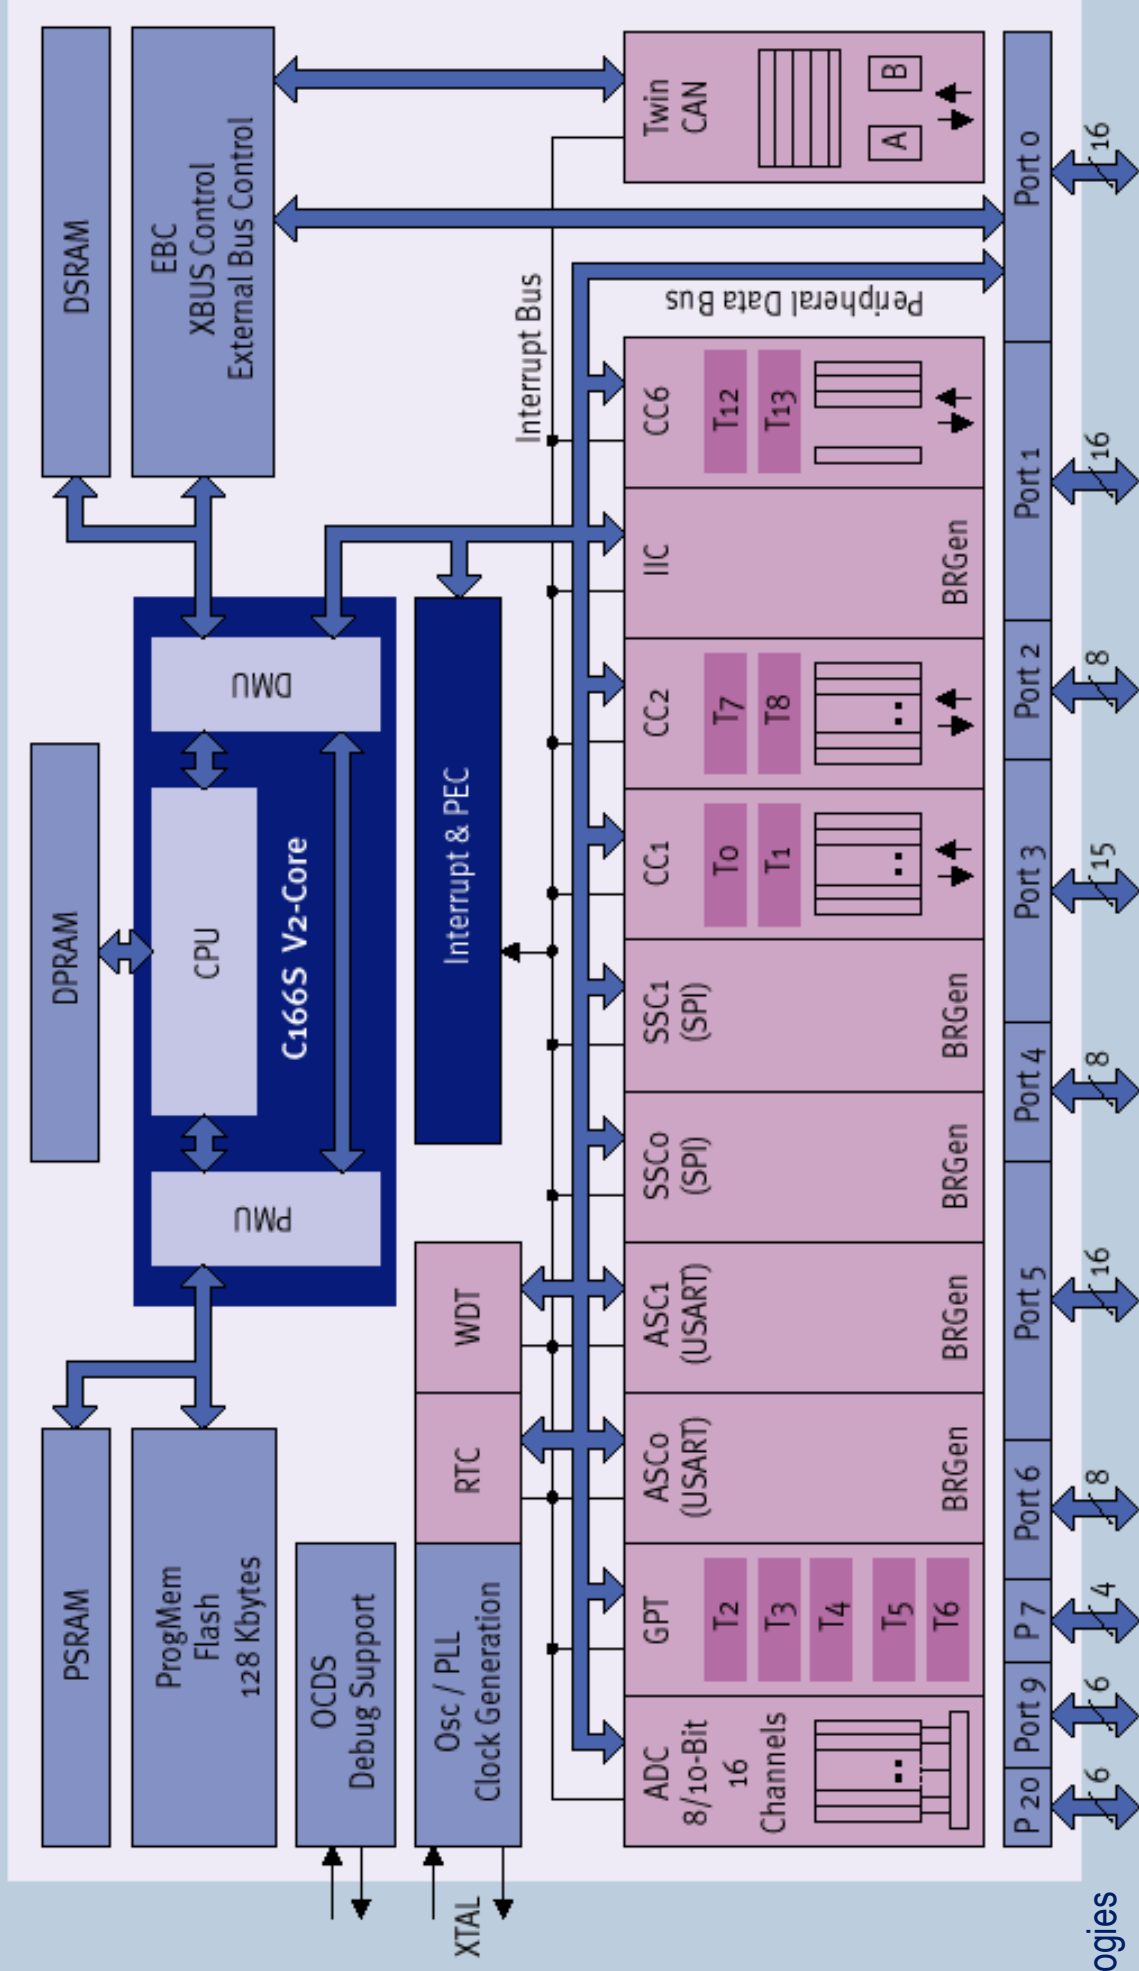 PSRAM
DPRAM
DSRAM
ProgMem
Flash
128 Kbytes
PMU
CPU
DMU
C166S V2-Core
EBC
XBUS Control
External Bus Control
OCDS
Debug Support
Osc / PLL
Clock Generation
RTC
WDT
Interrupt & PEC
XTAL
Interrupt Bus
Peripheral Data Bus
ADC
8/10-Bit
16
Channels
GPT
T2
T3
T4
T5
T6
ASC0
(USART)
BRGen
ASC1
(USART)
BRGen
SSC0
(SPI)
BRGen
SSC1
(SPI)
BRGen
CC1
T0
T1
CC2
T7
T8
IIC
BRGen
CC6
T12
T13
Twin
CAN
A
B
P 20
Port 9
P 7
Port 6
Port 5
Port 4
Port 3
Port 2
Port 1
Port 0
6
6
4
8
16
8
15
8
16
16
ogies